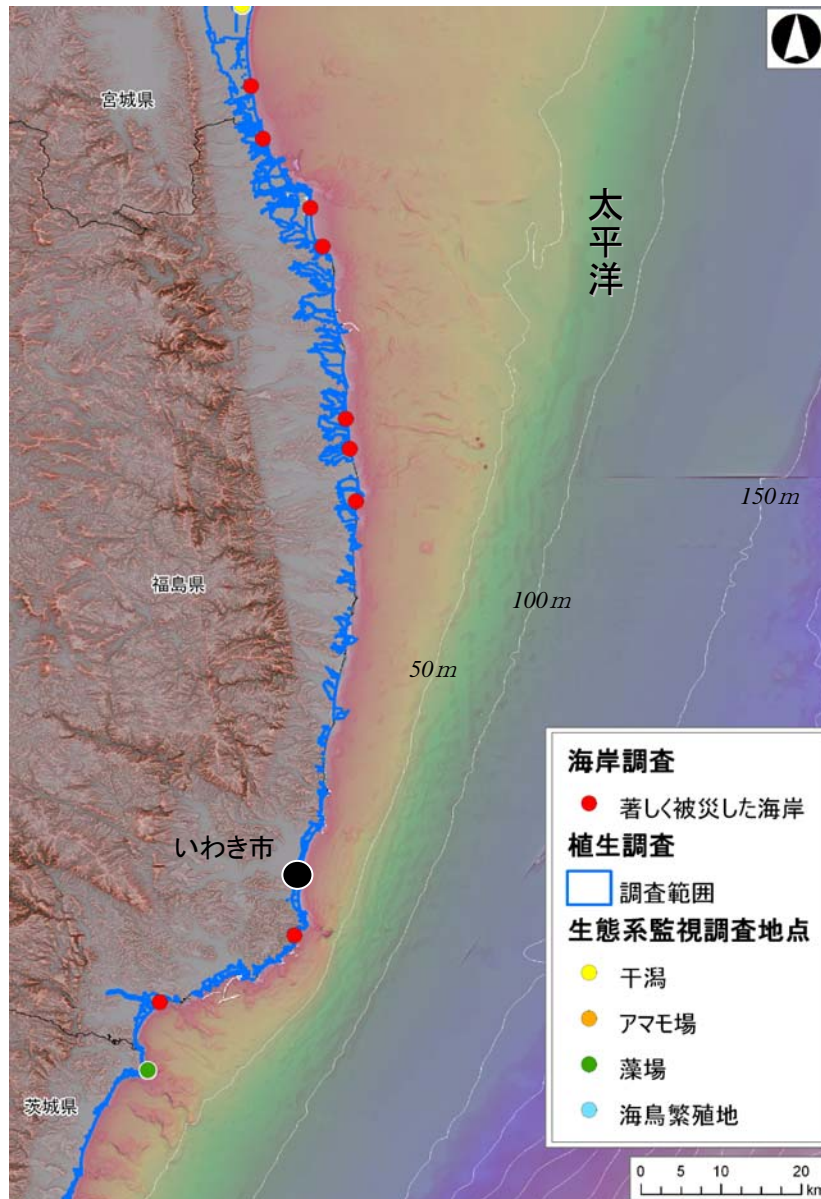 宮城県
太平洋
150 m
福島県
100 m
50 m
いわき市
茨城県
海岸調査
著しく被災した海岸
植生調査
調査範囲
生態系監視調査地点
干潟
アマモ場
藻場
海鳥繁殖地
0 5 10 20
km